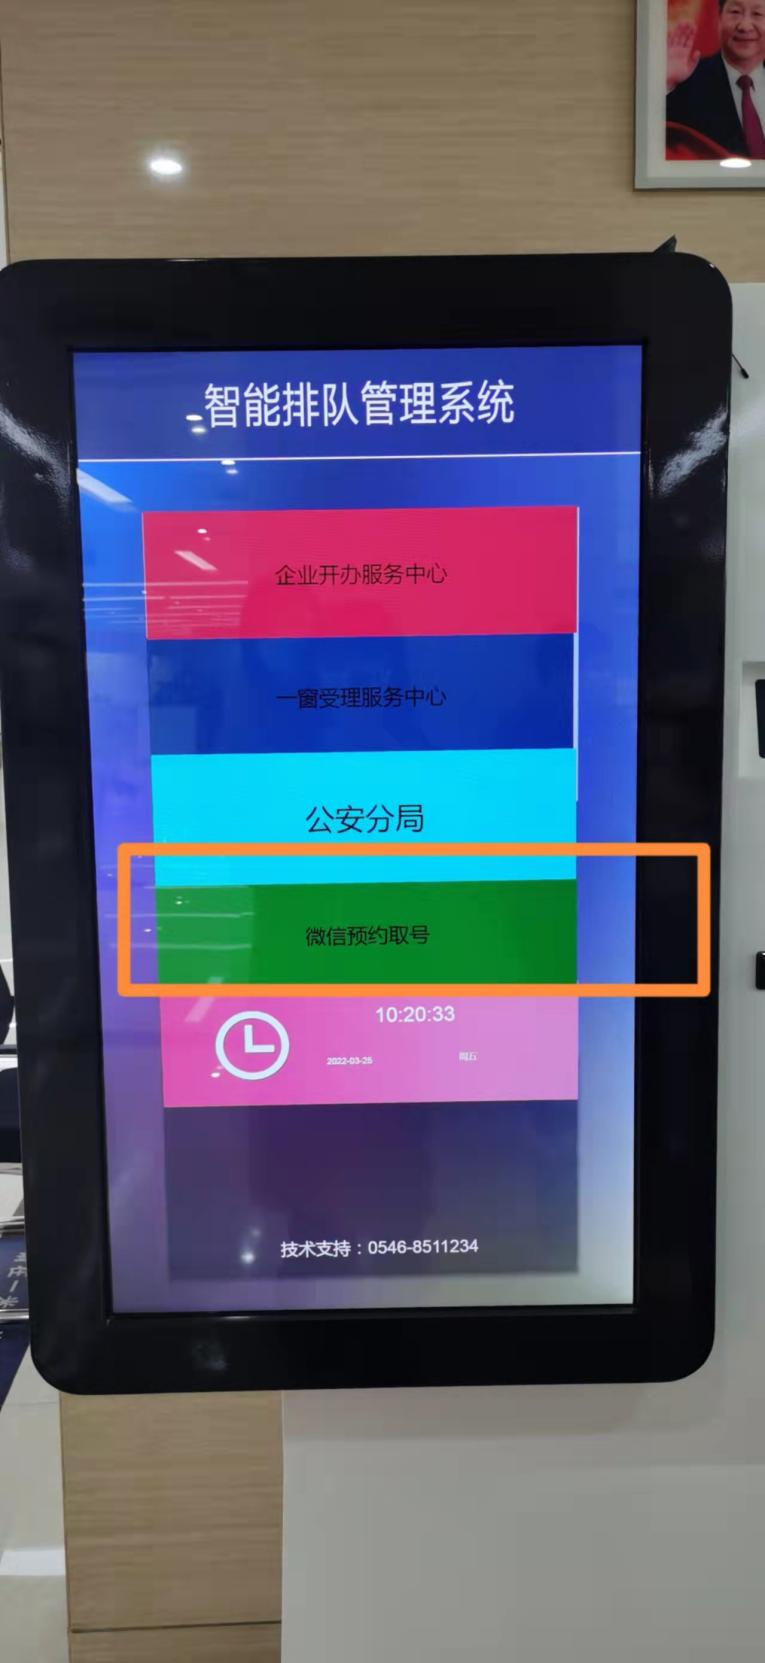 智能排队管理系统
企业开办服务中心
一窗受理服务中心
公安分局
微信预约取号
10:20:33
2022-03-25 周五
技术支持：0546-8511234